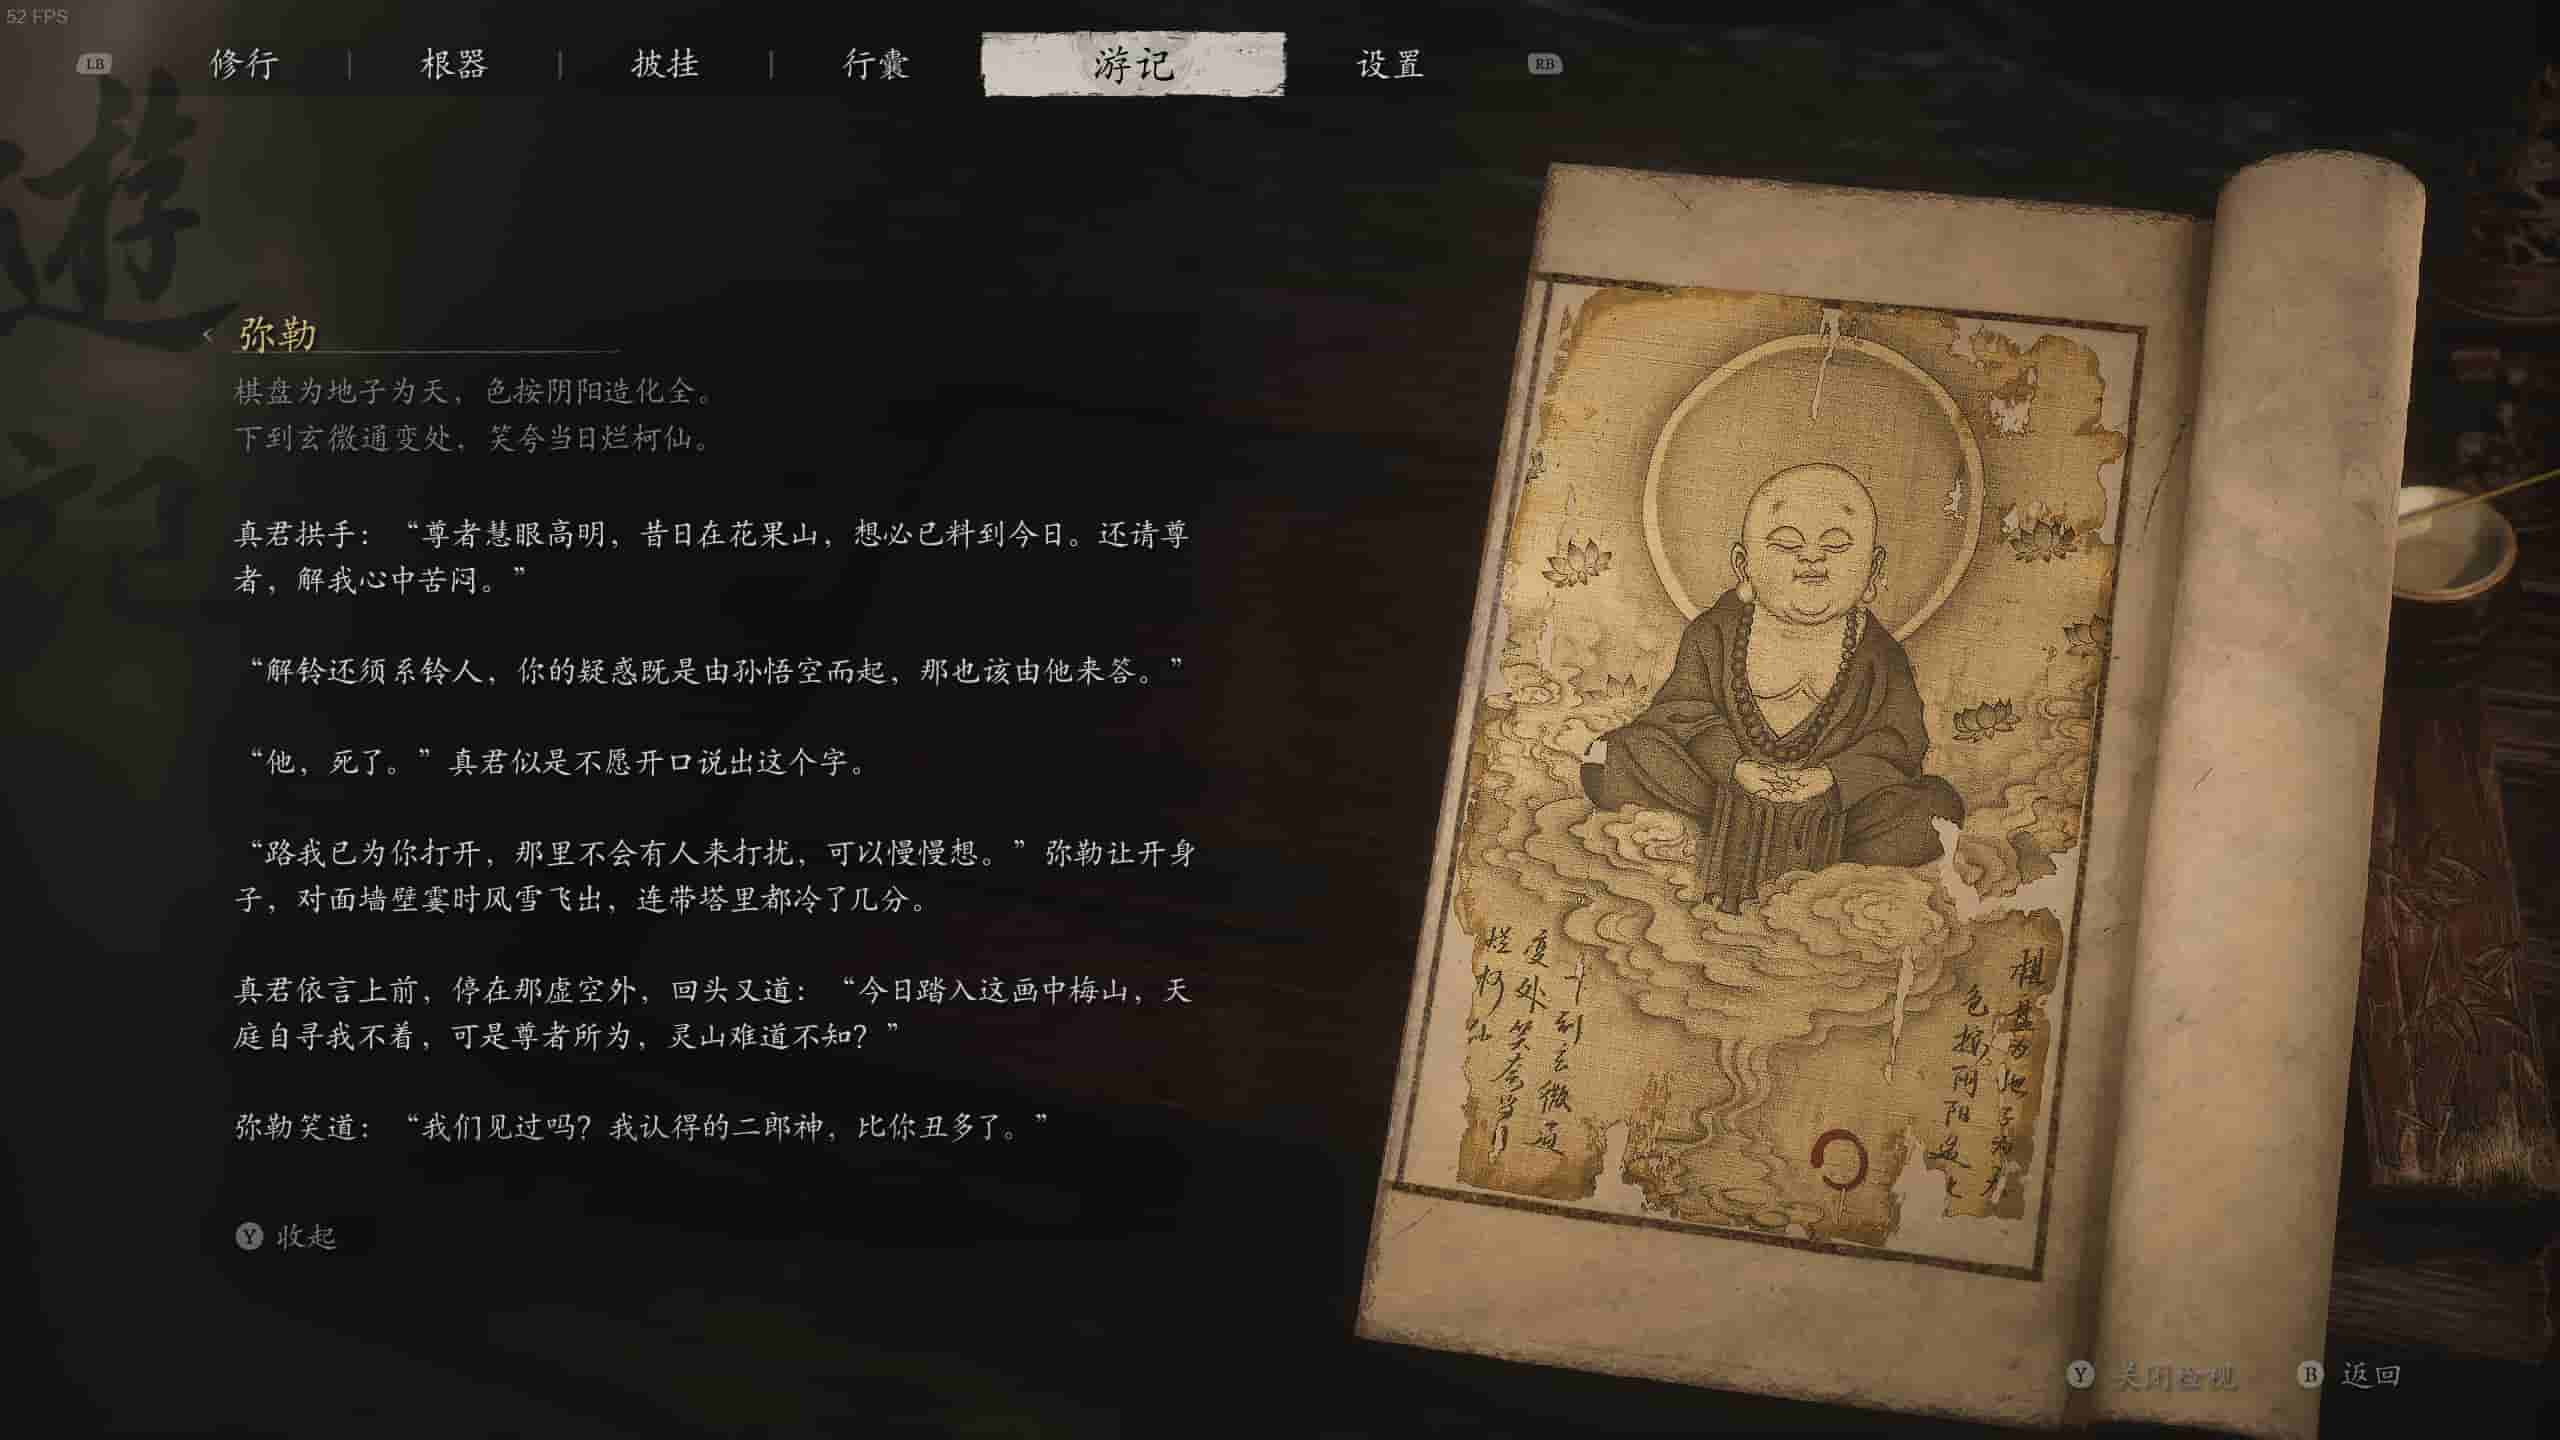 52 FPS
LB 修行 根器 披挂 行囊 游记 设置 RB
遊
记
弥勒
棋盘为地子为天，色按阴阳造化全。
下到玄微通变处，笑夸当日烂柯仙。
真君拱手：“尊者慧眼高明，昔日在花果山，想必已料到今日。还请尊
者，解我心中苦闷。”
“解铃还须系铃人，你的疑惑既是由孙悟空而起，那也该由他来答。”
“他，死了。”真君似是不愿开口说出这个字。
“路我已为你打开，那里不会有人来打扰，可以慢慢想。”弥勒让开身
子，对面墙壁霎时风雪飞出，连带塔里都冷了几分。
真君依言上前，停在那虚空外，回头又道：“今日踏入这画中梅山，天
庭自寻我不着，可是尊者所为，灵山难道不知？”
弥勒笑道：“我们见过吗？我认得的二郎神，比你丑多了。”
Y 收起
棋盘为地子为天
色按阴阳造化
下到玄微通
变处笑夸当日
烂柯仙
Y 关闭检视
B 返回